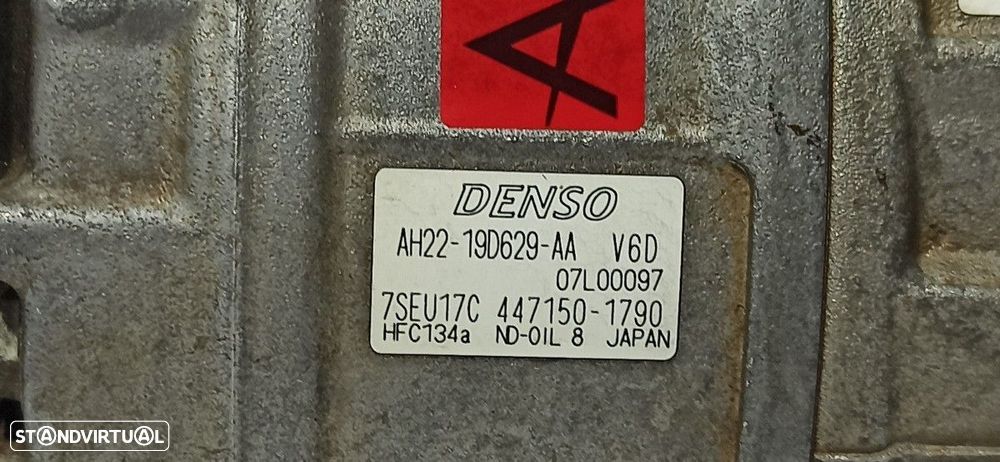 A
DENSO
AH22-19D629-AA V6D
07L00097
7SEU17C 447150-1790
HFC134a ND-OIL 8 JAPAN
STANDVIRTUAL